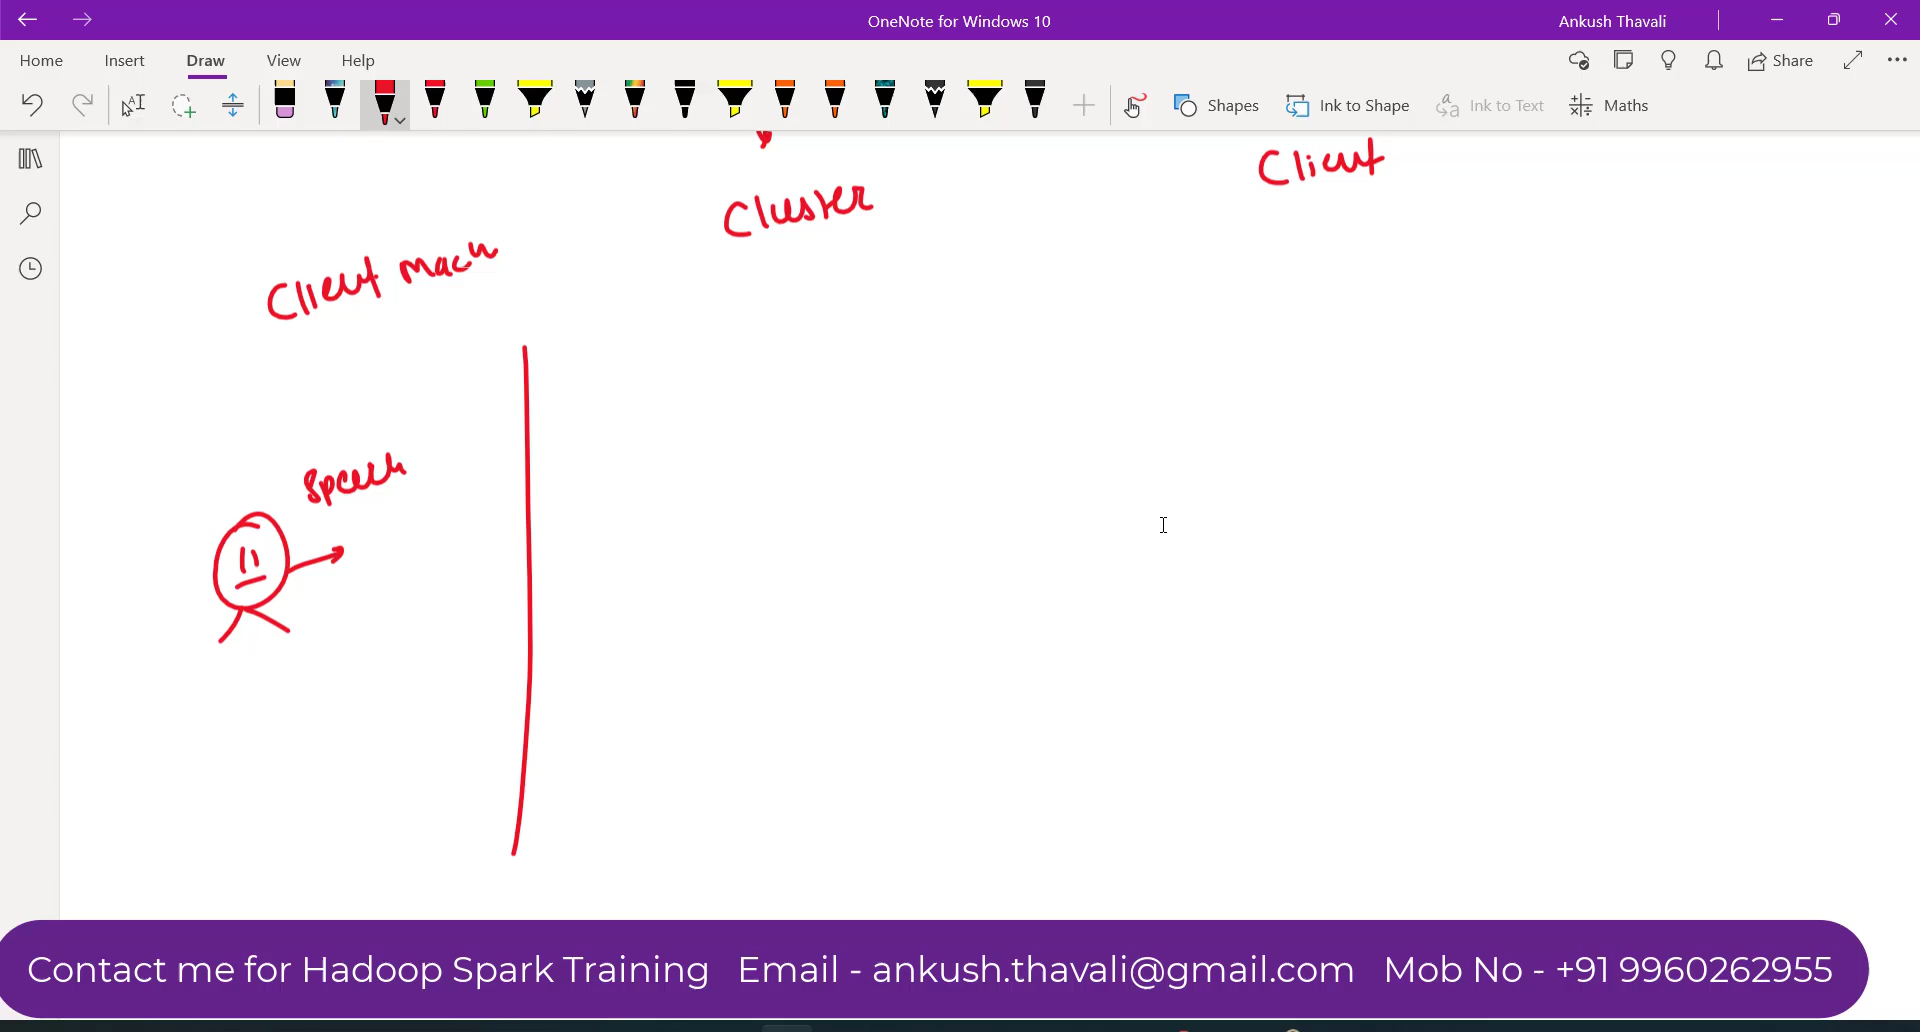 OneNote for Windows 10
Ankush Thavali
Home Insert Draw View Help
Share
Shapes Ink to Shape Ink to Text Maths
Client
Cluster
Client mach
Contact me for Hadoop Spark Training Email - ankush.thavali@gmail.com Mob No - +91 9960262955